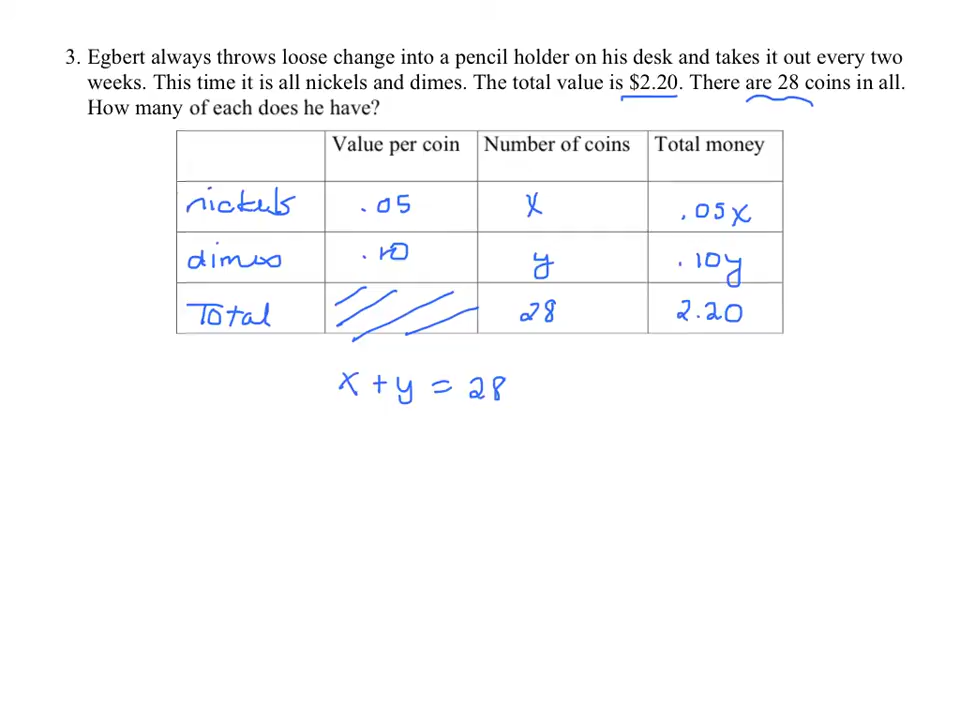 3. Egbert always throws loose change into a pencil holder on his desk and takes it out every two
weeks. This time it is all nickels and dimes. The total value is $2.20. There are 28 coins in all.
How many of each does he have?
Value per coin Number of coins Total money
nickels .05 x .05x
dimes .10 y .10y
Total 28 2.20
x + y = 28